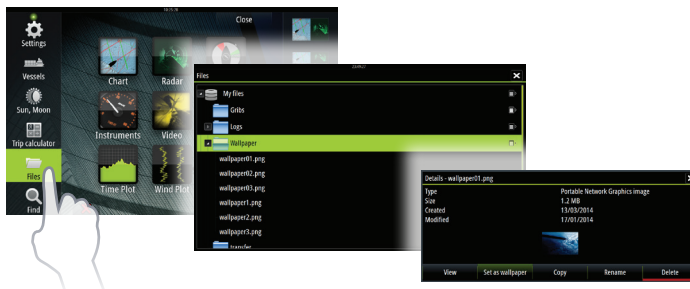 Close
Settings
Vessels
Sun, Moon
Trip calculator
Files
Find
Chart
Radar
Instruments
Video
Time Plot
Wind Plot
Files
My files
Gribs
Logs
Wallpaper
wallpaper01.png
wallpaper02.png
wallpaper03.png
wallpaper1.png
wallpaper2.png
wallpaper3.png
transfer
Details - wallpaper01.png
Type Portable Network Graphics image
Size 1.2 MB
Created 13/03/2014
Modified 17/01/2014
View Set as wallpaper Copy Rename Delete